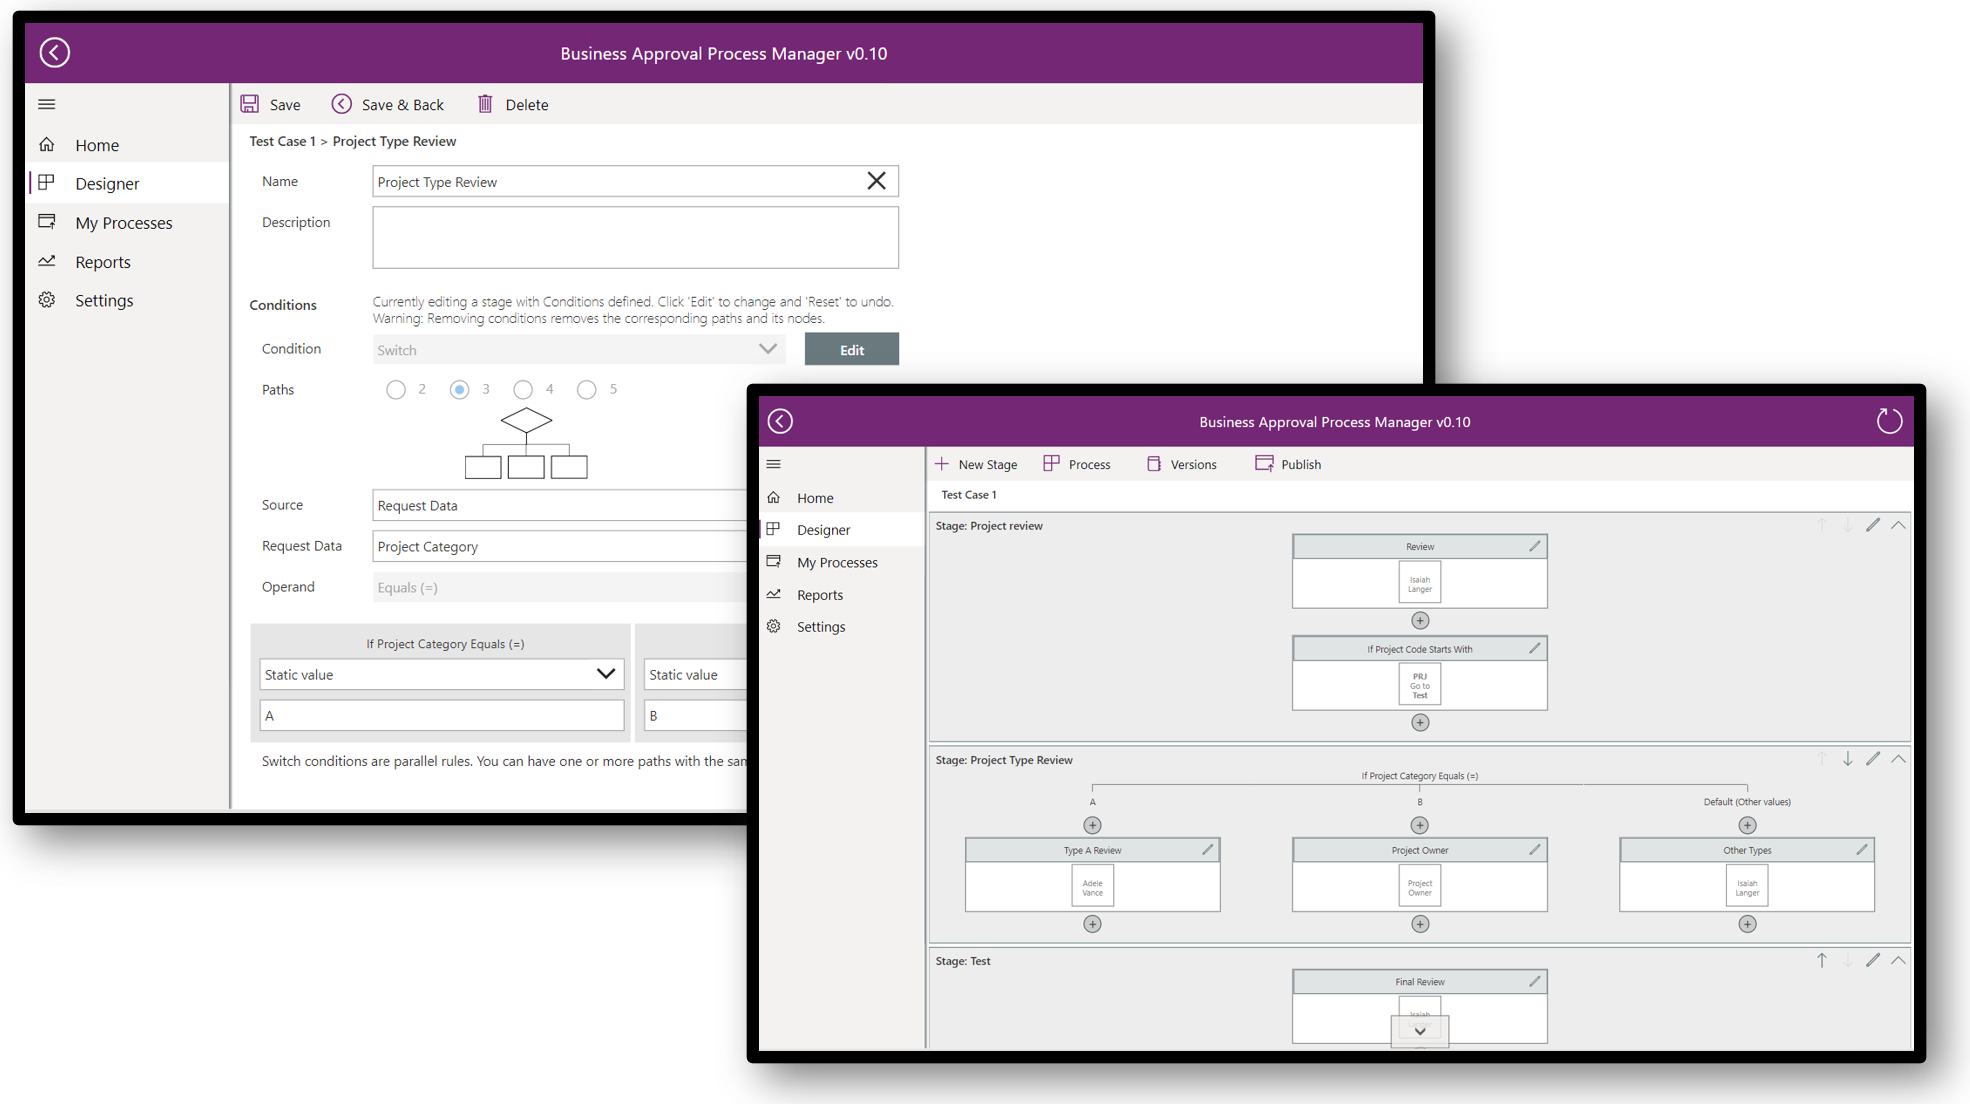 Business Approval Process Manager v0.10
Save
Save & Back
Delete
Home
Designer
My Processes
Reports
Settings
Test Case 1 > Project Type Review
Name
Project Type Review
Description
Conditions
Currently editing a stage with Conditions defined. Click 'Edit' to change and 'Reset' to undo.
Warning: Removing conditions removes the corresponding paths and its nodes.
Condition
Switch
Edit
Paths
2
3
4
5
Source
Request Data
Request Data
Project Category
Operand
Equals (=)
If Project Category Equals (=)
Static value
Static value
A
B
Switch conditions are parallel rules. You can have one or more paths with the
Business Approval Process Manager v0.10
New Stage
Process
Versions
Publish
Home
Designer
My Processes
Reports
Settings
Test Case 1
Stage: Project review
Review
Isaiah
Langer
If Project Code Starts With
PRJ
Go to
Test
Stage: Project Type Review
If Project Category Equals (=)
A
B
Default (Other values)
Type A Review
Adele
Vance
Project Owner
Project
Owner
Other Types
Isaiah
Langer
Stage: Test
Final Review
Isaiah